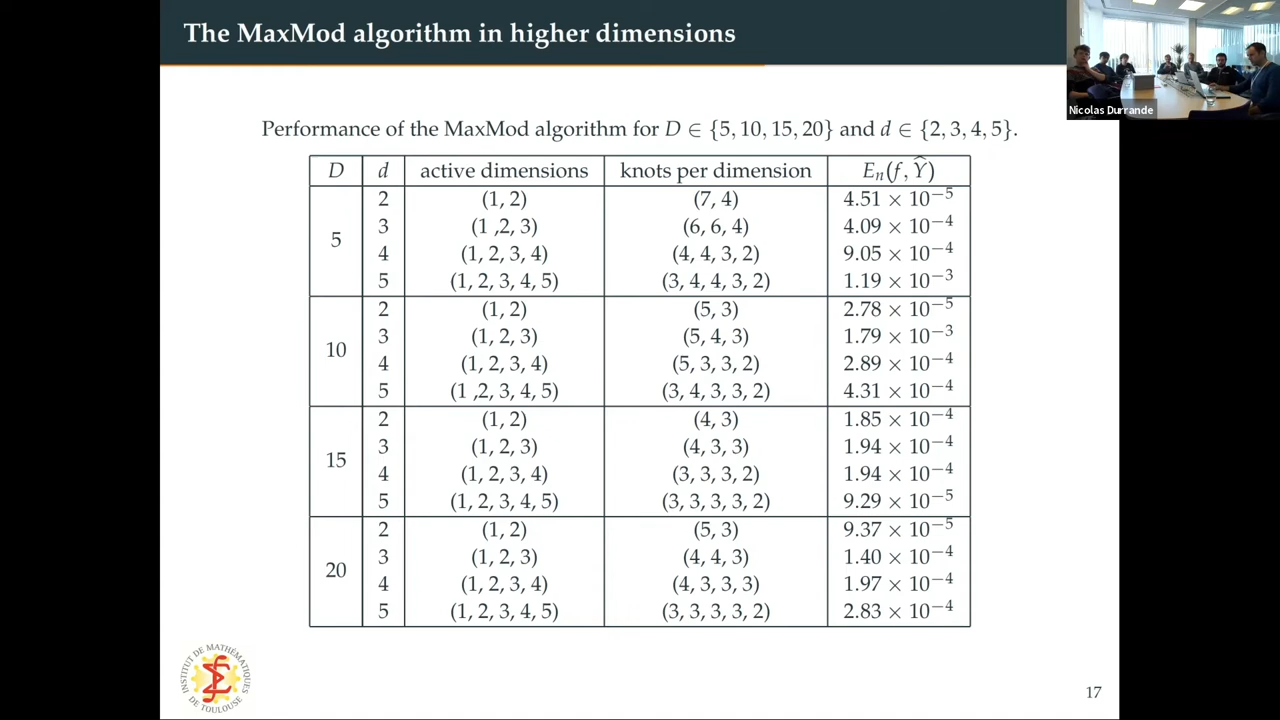 The MaxMod algorithm in higher dimensions
Nicolas Durrande
Performance of the MaxMod algorithm for D ∈ {5, 10, 15, 20} and d ∈ {2, 3, 4, 5}.
D d active dimensions knots per dimension Eₙ(f, Ŷ)
5
2 (1, 2) (7, 4) 4.51 × 10⁻⁵
3 (1 ,2, 3) (6, 6, 4) 4.09 × 10⁻⁴
4 (1, 2, 3, 4) (4, 4, 3, 2) 9.05 × 10⁻⁴
5 (1, 2, 3, 4, 5) (3, 4, 4, 3, 2) 1.19 × 10⁻³
10
2 (1, 2) (5, 3) 2.78 × 10⁻⁵
3 (1, 2, 3) (5, 4, 3) 1.79 × 10⁻³
4 (1, 2, 3, 4) (5, 3, 3, 2) 2.89 × 10⁻⁴
5 (1 ,2, 3, 4, 5) (3, 4, 3, 3, 2) 4.31 × 10⁻⁴
15
2 (1, 2) (4, 3) 1.85 × 10⁻⁴
3 (1, 2, 3) (4, 3, 3) 1.94 × 10⁻⁴
4 (1, 2, 3, 4) (3, 3, 3, 2) 1.94 × 10⁻⁴
5 (1, 2, 3, 4, 5) (3, 3, 3, 3, 2) 9.29 × 10⁻⁵
20
2 (1, 2) (5, 3) 9.37 × 10⁻⁵
3 (1, 2, 3) (4, 4, 3) 1.40 × 10⁻⁴
4 (1, 2, 3, 4) (4, 3, 3, 3) 1.97 × 10⁻⁴
5 (1, 2, 3, 4, 5) (3, 3, 3, 3, 2) 2.83 × 10⁻⁴
INSTITUT DE MATHÉMATIQUES
DE TOULOUSE
17